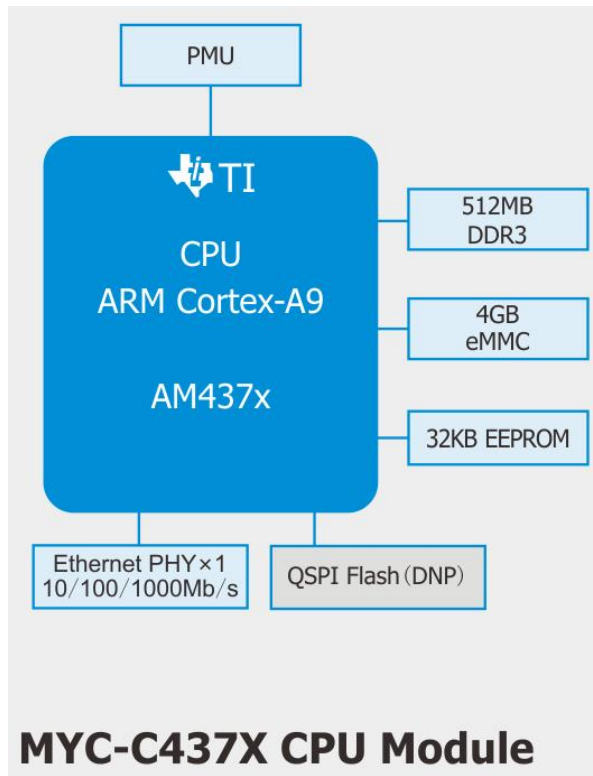 PMU
TI
CPU
ARM Cortex-A9
AM437x
512MB
DDR3
4GB
eMMC
32KB EEPROM
Ethernet PHY×1
10/100/1000Mb/s
QSPI Flash(DNP)
MYC-C437X CPU Module